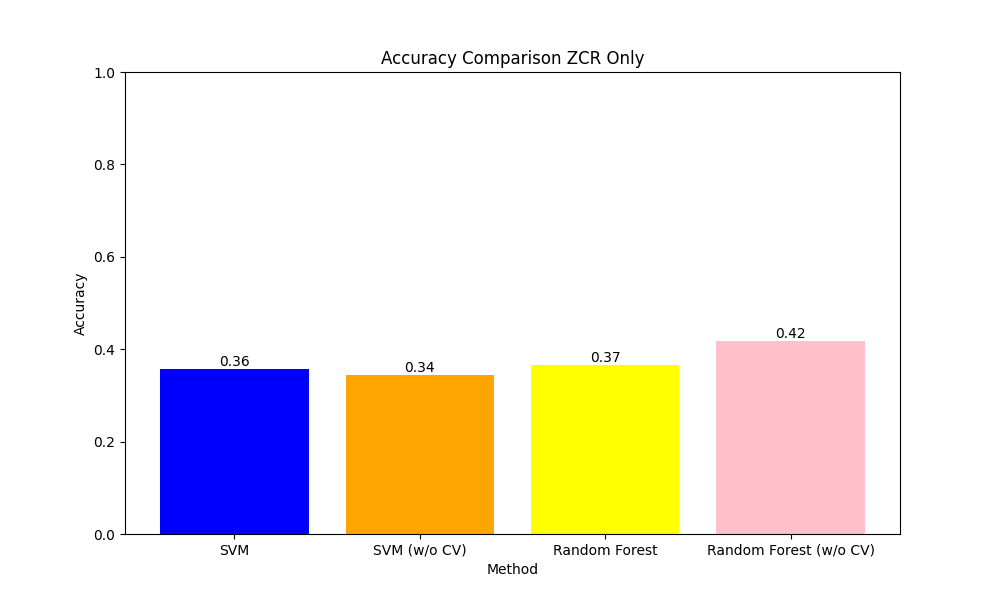 Accuracy Comparison ZCR Only
1.0
0.8
0.6
0.4
0.2
0.0
Accuracy
0.36
0.34
0.37
0.42
SVM
SVM (w/o CV)
Random Forest
Random Forest (w/o CV)
Method